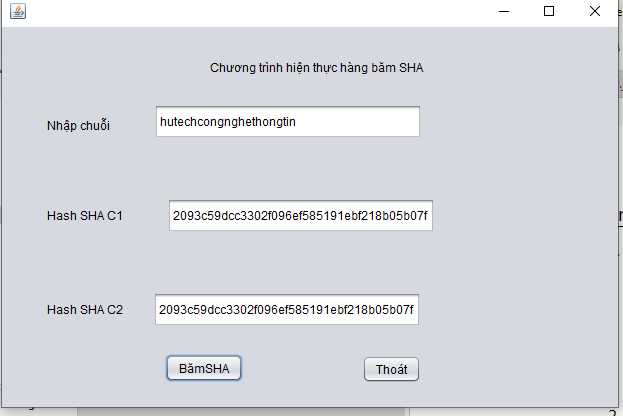 Chương trình hiện thực hàng băm SHA
Nhập chuỗi
hutechcongnghethongtin
Hash SHA C1
2093c59dcc3302f096ef585191ebf218b05b07f
Hash SHA C2
2093c59dcc3302f096ef585191ebf218b05b07f
BămSHA
Thoát